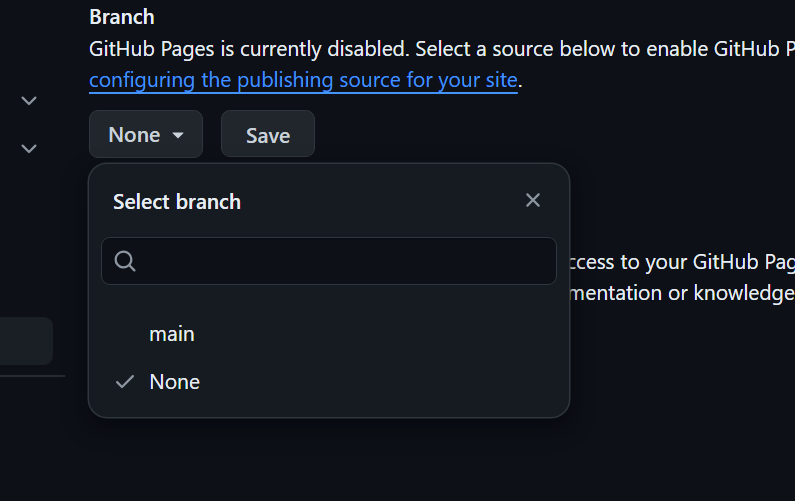 Branch
GitHub Pages is currently disabled. Select a source below to enable GitHub P
configuring the publishing source for your site.
None
Save
Select branch
ccess to your GitHub Pag
mentation or knowledge
main
None